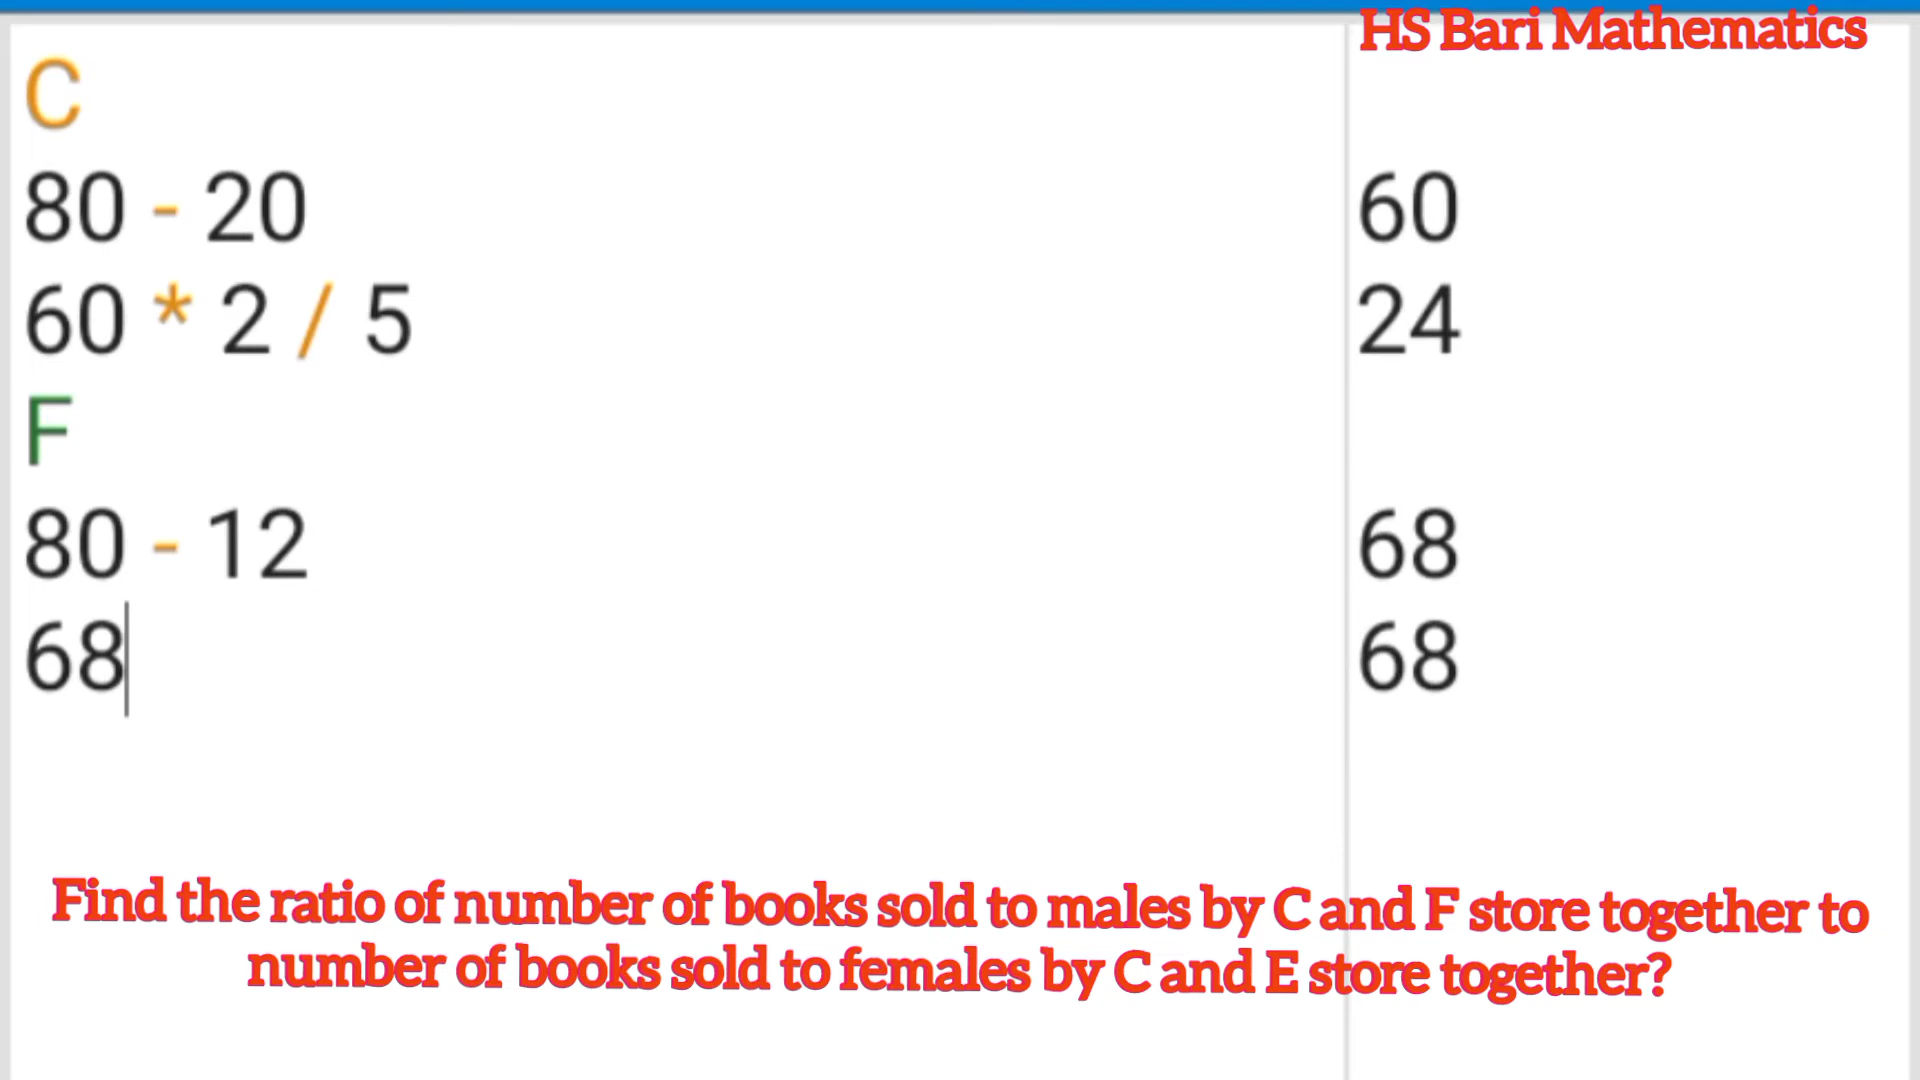 HS Bari Mathematics
C
80 - 20 60
60 * 2 / 5 24
F
80 - 12 68
68 68
Find the ratio of number of books sold to males by C and F store together to
number of books sold to females by C and E store together?